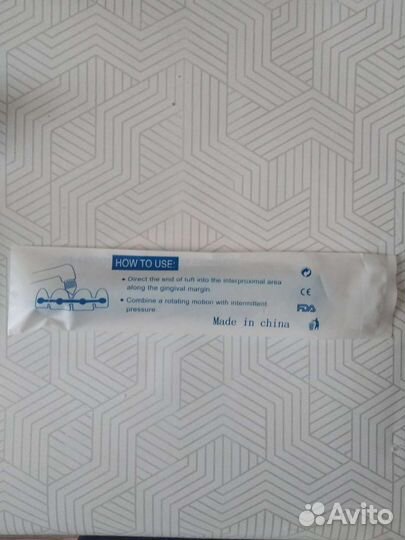 HOW TO USE:
• Direct the end of tuft into the interproximal area
along the gingival margin.
• Combine a rotating motion with intermittent
pressure.
Made in china
CE
FDA
Avito